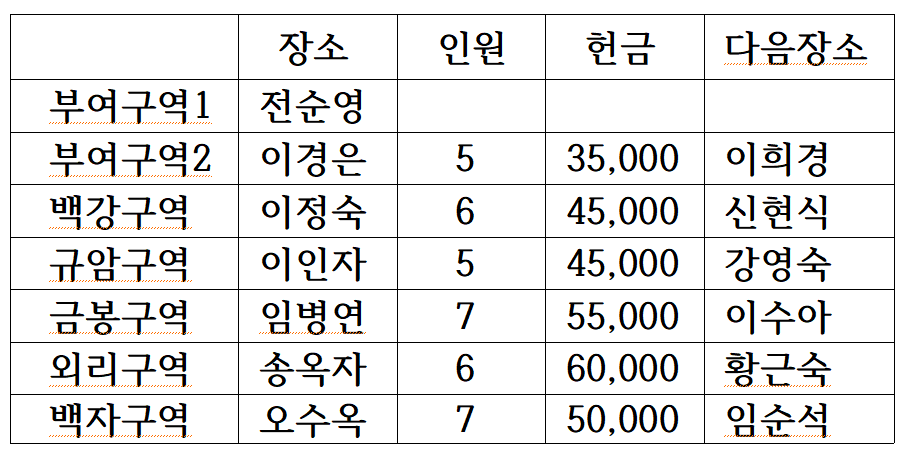 장소 인원 헌금 다음장소
부여구역1 전순영
부여구역2 이경은 5 35,000 이희경
백강구역 이정숙 6 45,000 신현식
규암구역 이인자 5 45,000 강영숙
금봉구역 임병연 7 55,000 이수아
외리구역 송옥자 6 60,000 황근숙
백자구역 오수옥 7 50,000 임순석